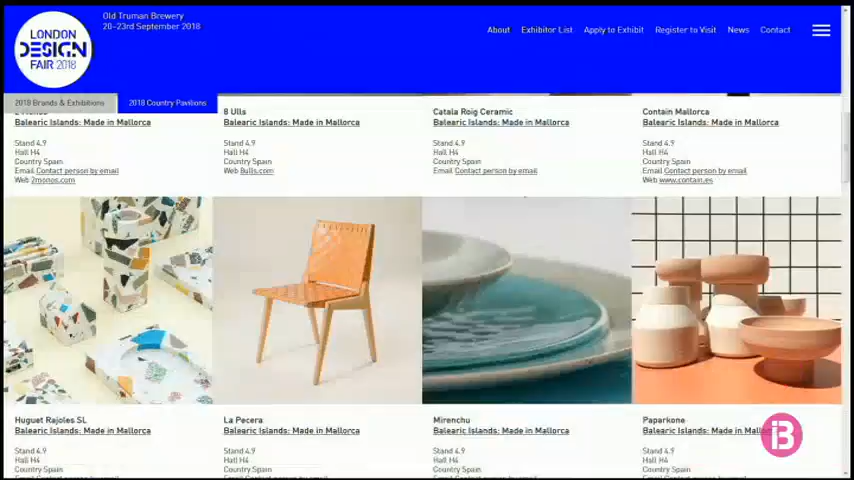 LONDON
DESIGN
FAIR 2018
Old Truman Brewery
20-23rd September 2018
About
Exhibitor List
Apply to Exhibit
Register to Visit
News
Contact
2018 Brands & Exhibitions
2018 Country Pavilions
8 Ulls
Catala Roig Ceramic
Contain Mallorca
Balearic Islands: Made in Mallorca
Balearic Islands: Made in Mallorca
Balearic Islands: Made in Mallorca
Balearic Islands: Made in Mallorca
Stand 4.9
Hall H4
Country Spain
Email Contact person by email
Web 2monos.com
Stand 4.9
Hall H4
Country Spain
Web 8ulls.com
Stand 4.9
Hall H4
Country Spain
Email Contact person by email
Stand 4.9
Hall H4
Country Spain
Email Contact person by email
Web www.contain.es
Huguet Rajoles SL
Balearic Islands: Made in Mallorca
Stand 4.9
Hall H4
Country Spain
La Pecera
Balearic Islands: Made in Mallorca
Stand 4.9
Hall H4
Country Spain
Mirenchu
Balearic Islands: Made in Mallorca
Stand 4.9
Hall H4
Country Spain
Paparkone
Balearic Islands: Made in Mallorca
Stand 4.9
Hall H4
Country Spain
IB